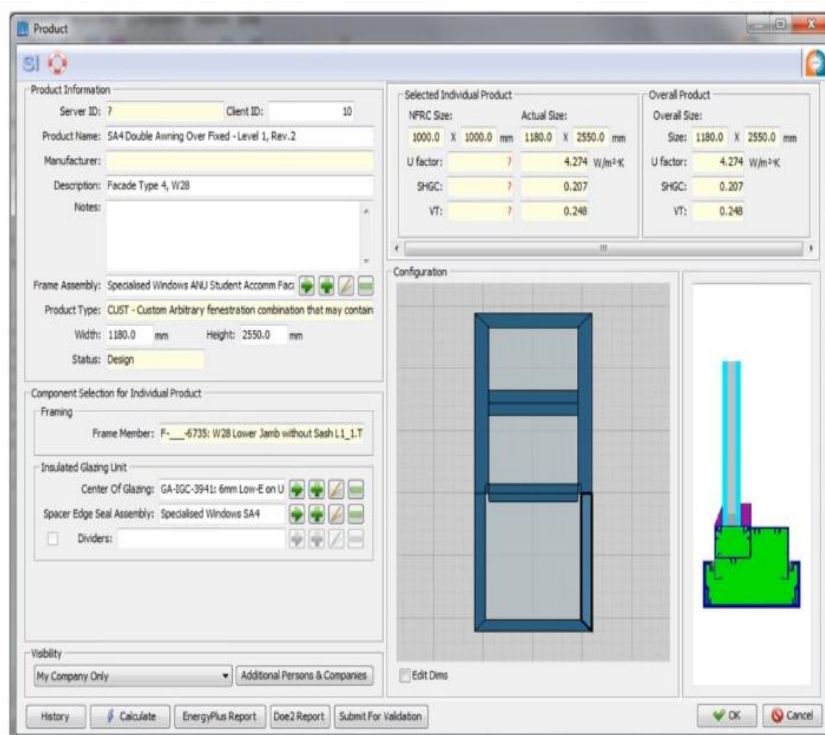 Product
SI
Product Information
Server ID: ? Client ID: 10
Product Name: SA4 Double Awning Over Fixed - Level 1, Rev.2
Manufacturer:
Description: Facade Type 4, W28
Notes:
Frame Assembly: Specialised Windows ANU Student Accomm Faca
Product Type: CUST - Custom Arbitrary fenestration combination that may contain
Width: 1180.0 mm Height: 2550.0 mm
Status: Design
Component Selection for Individual Product
Framing
Frame Member: F-___-6735: W28 Lower Jamb without Sash L1_1.T
Insulated Glazing Unit
Center Of Glazing: GA-IGC-3941: 6mm Low-E on U
Spacer Edge Seal Assembly: Specialised Windows SA4
Dividers:
Visibility
My Company Only Additional Persons & Companies
Selected Individual Product
NFRC Size: Actual Size:
1000.0 X 1000.0 mm 1180.0 X 2550.0 mm
U factor: ? 4.274 W/m²·K
SHGC: ? 0.207
VT: ? 0.248
Overall Product
Overall Size:
Size: 1180.0 X 2550.0 mm
U factor: 4.274 W/m²·K
SHGC: 0.207
VT: 0.248
Configuration
Edit Dims
History Calculate EnergyPlus Report Doe2 Report Submit For Validation OK Cancel